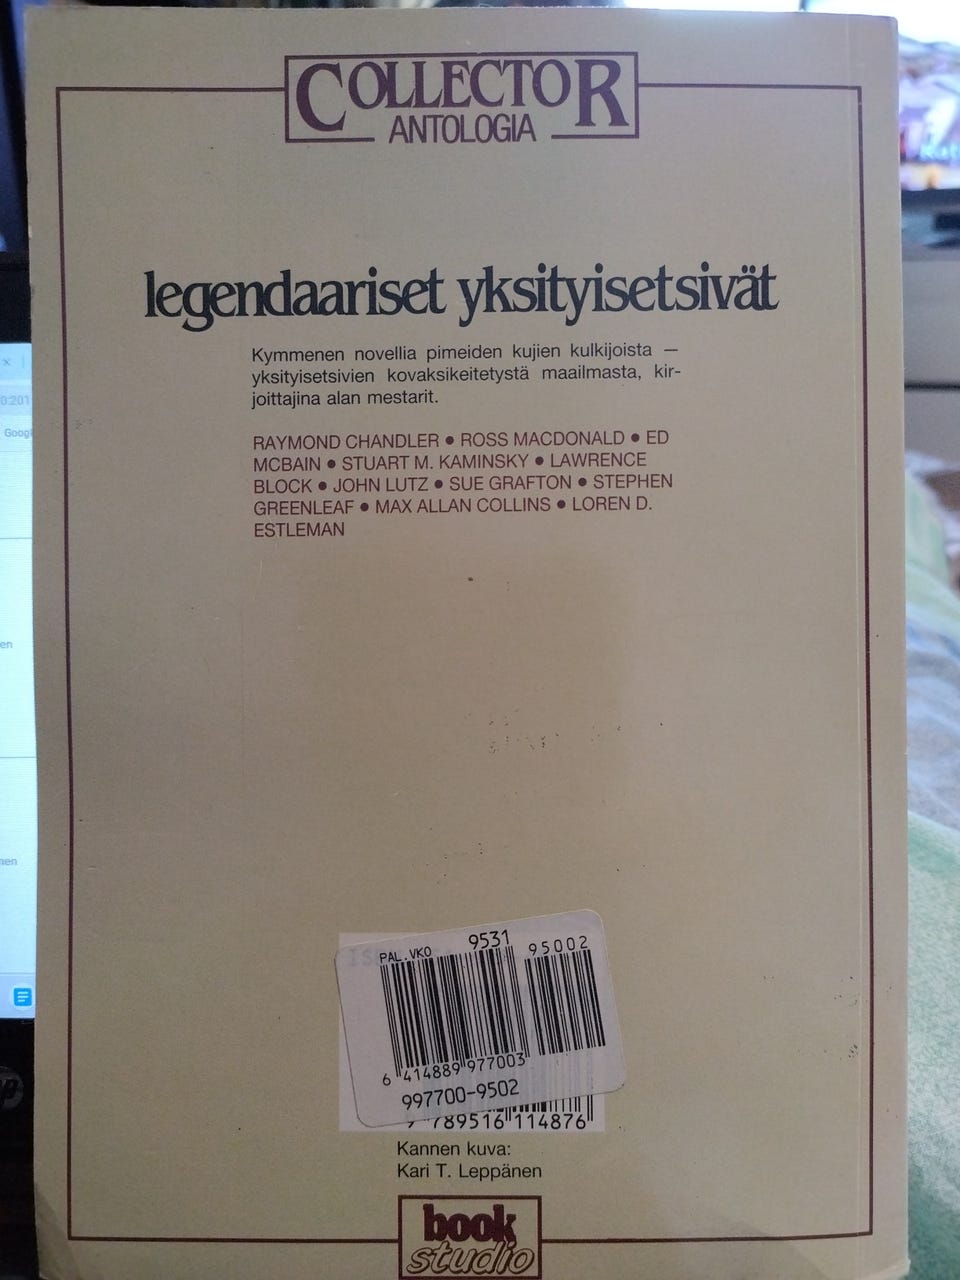 COLLECTOR
ANTOLOGIA
legendaariset yksityisetsivät
Kymmenen novellia pimeiden kujien kulkijoista —
yksityisetsivien kovaksikeitetystä maailmasta, kir-
joittajina alan mestarit.
RAYMOND CHANDLER • ROSS MACDONALD • ED
MCBAIN • STUART M. KAMINSKY • LAWRENCE
BLOCK • JOHN LUTZ • SUE GRAFTON • STEPHEN
GREENLEAF • MAX ALLAN COLLINS • LOREN D.
ESTLEMAN
PAL.VKO 9531 95002
6 414889 977003
997700-9502
9 789516 114876
Kannen kuva:
Kari T. Leppänen
book
studio